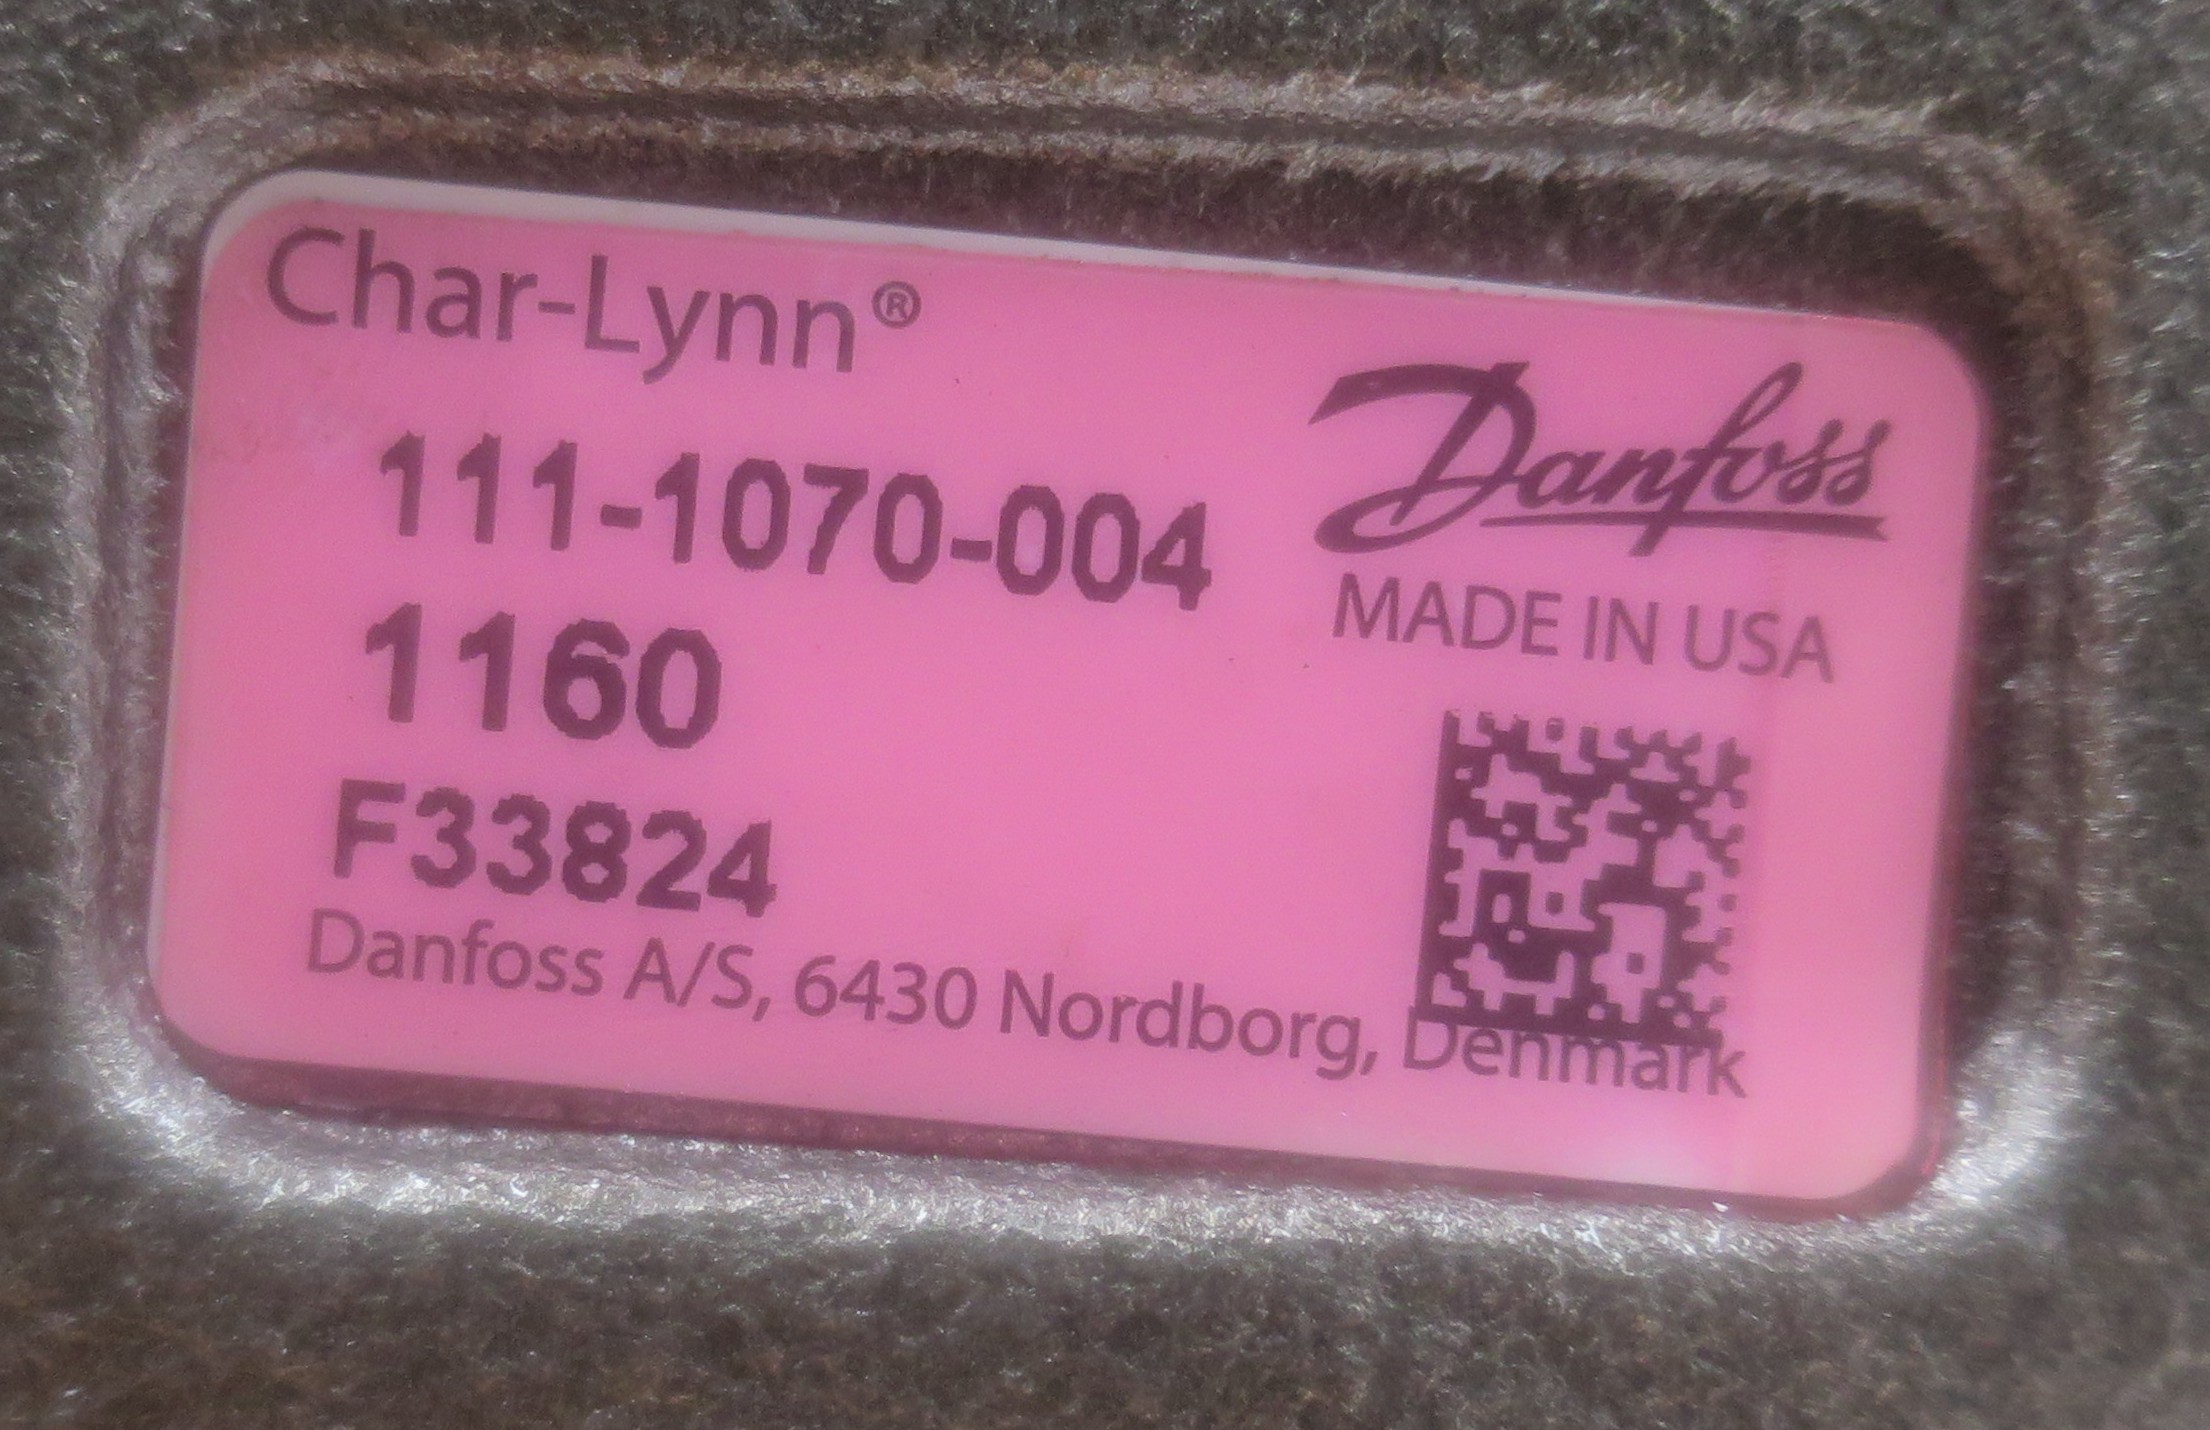 Char-Lynn®
Danfoss
MADE IN USA
111-1070-004
1160
F33824
Danfoss A/S, 6430 Nordborg, Denmark